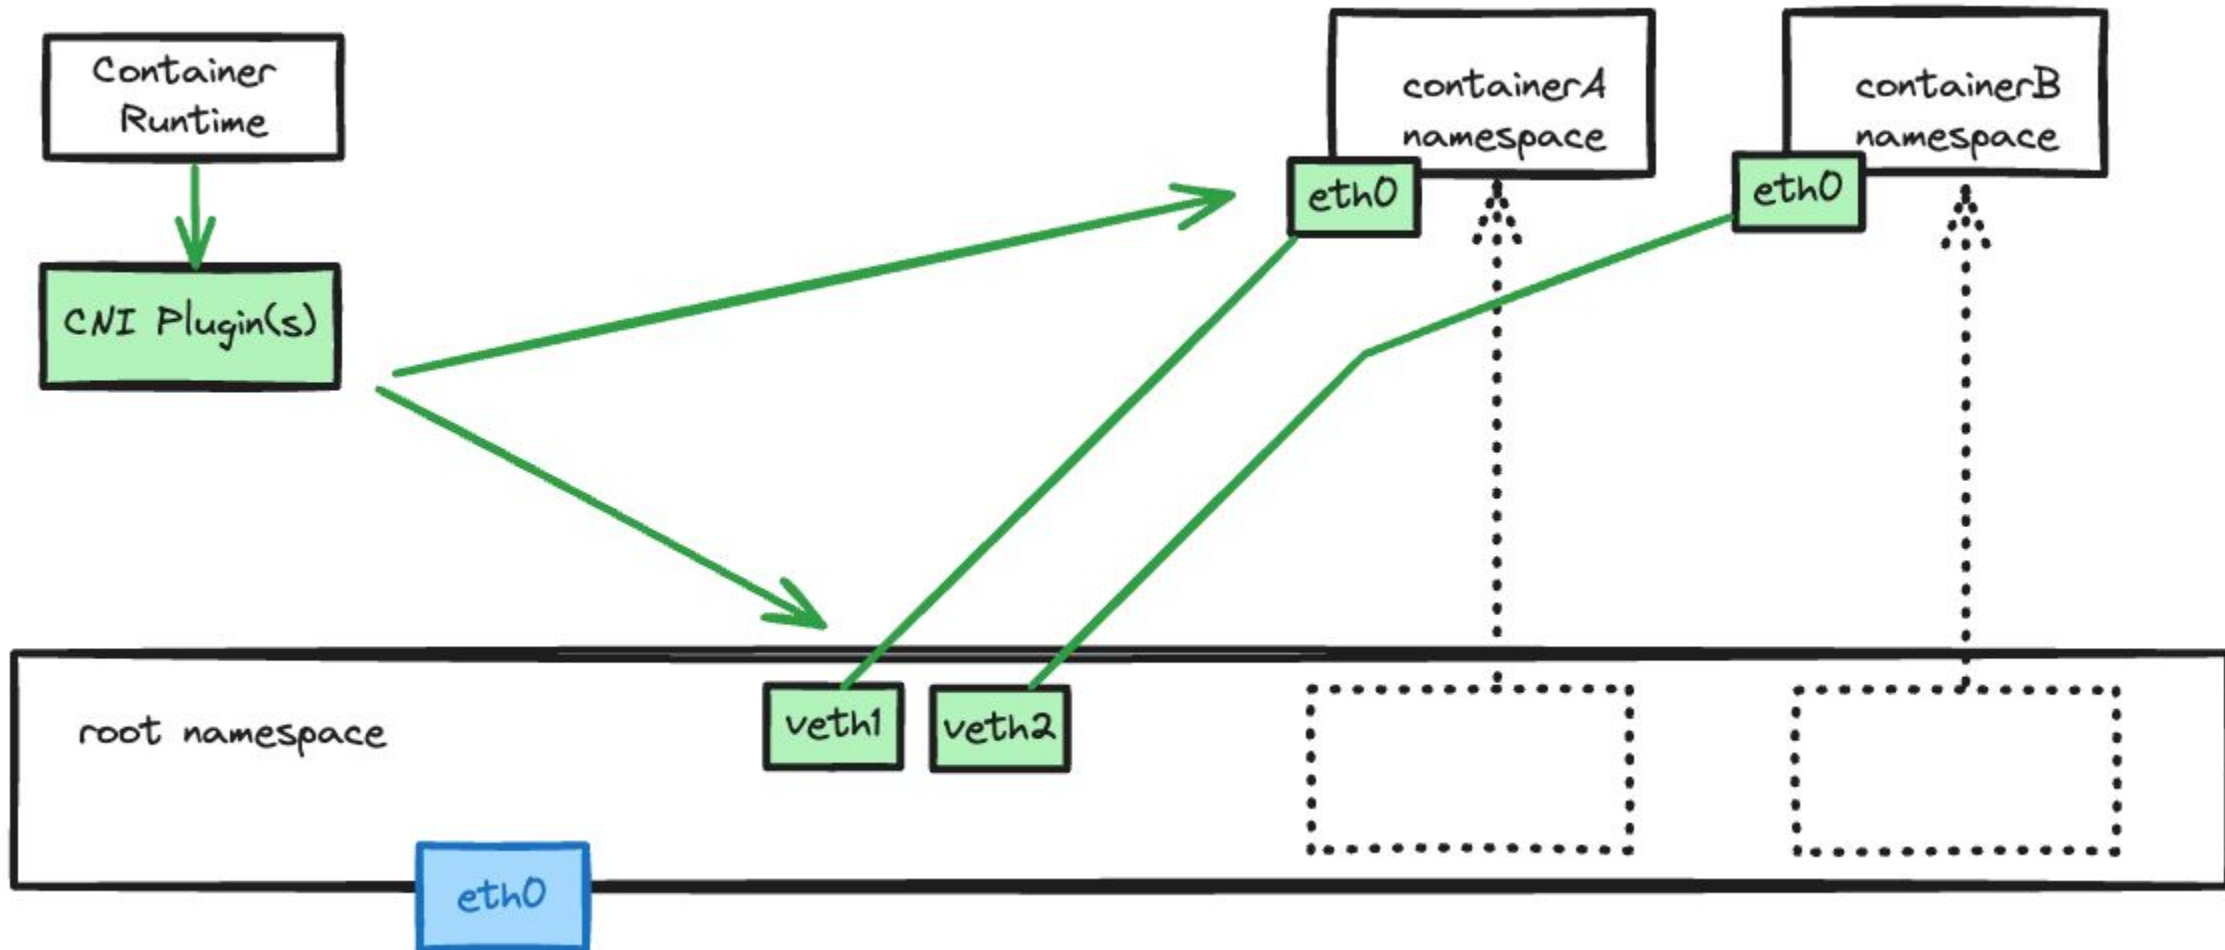 Container
Runtime
CNI Plugin(s)
containerA
namespace
eth0
containerB
namespace
eth0
root namespace
veth1
veth2
eth0